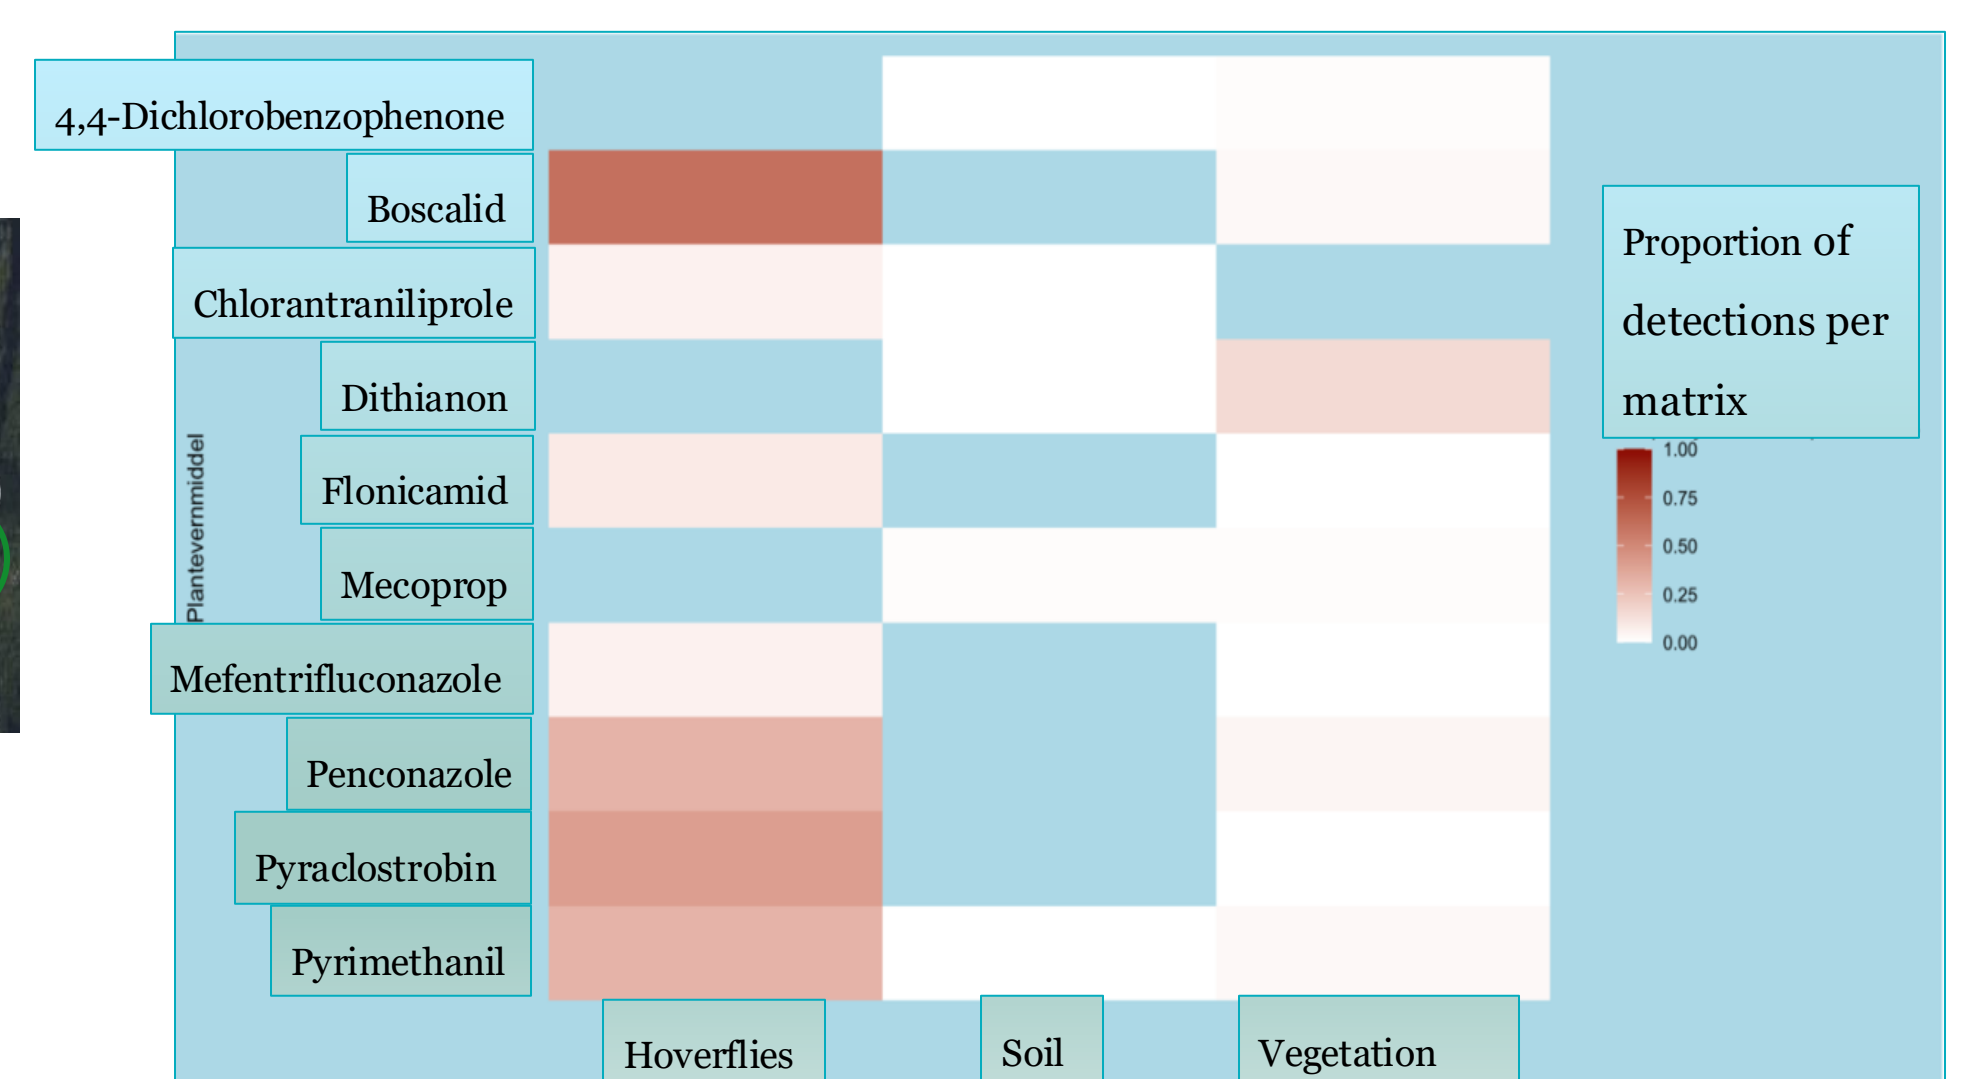 4,4-Dichlorobenzophenone
Boscalid
Chlorantraniliprole
Dithianon
Flonicamid
Mecoprop
Mefentrifluconazole
Penconazole
Pyraclostrobin
Pyrimethanil
Plantevernmiddel
Hoverflies
Soil
Vegetation
Proportion of
detections per
matrix
1.00
0.75
0.50
0.25
0.00